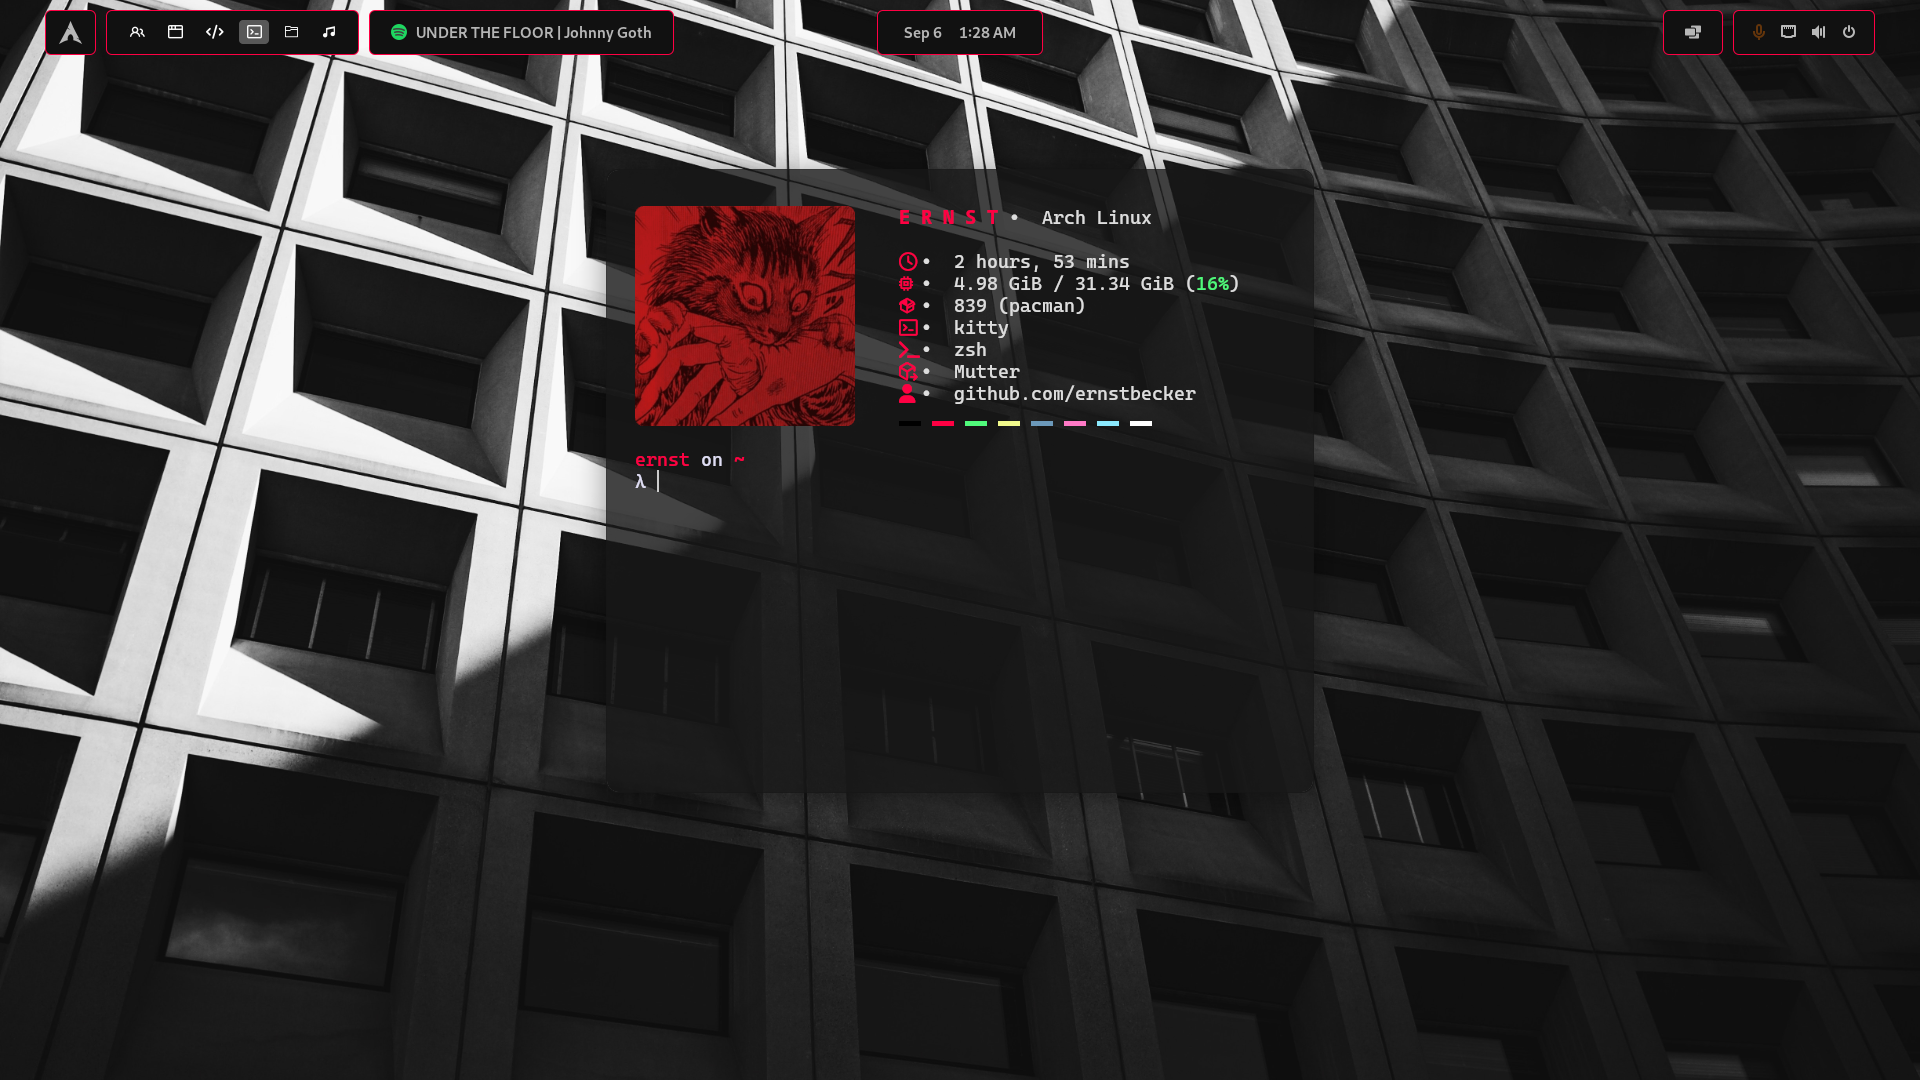 UNDER THE FLOOR | Johnny Goth
Sep 6 1:28 AM
E R N S T • Arch Linux
• 2 hours, 53 mins
• 4.98 GiB / 31.34 GiB (16%)
• 839 (pacman)
• kitty
• zsh
• Mutter
• github.com/ernstbecker
ernst on ~
λ